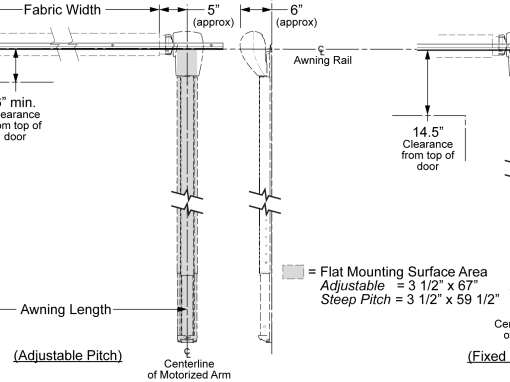 Fabric Width
5"
(approx)
6"
(approx)
℄
Awning Rail
" min.
earance
om top of
door
14.5"
Clearance
from top of
door
= Flat Mounting Surface Area
Adjustable = 3 1/2" x 67"
Steep Pitch = 3 1/2" x 59 1/2"
Awning Length
(Adjustable Pitch)
℄
Centerline
of Motorized Arm
Cen
o
(Fixed